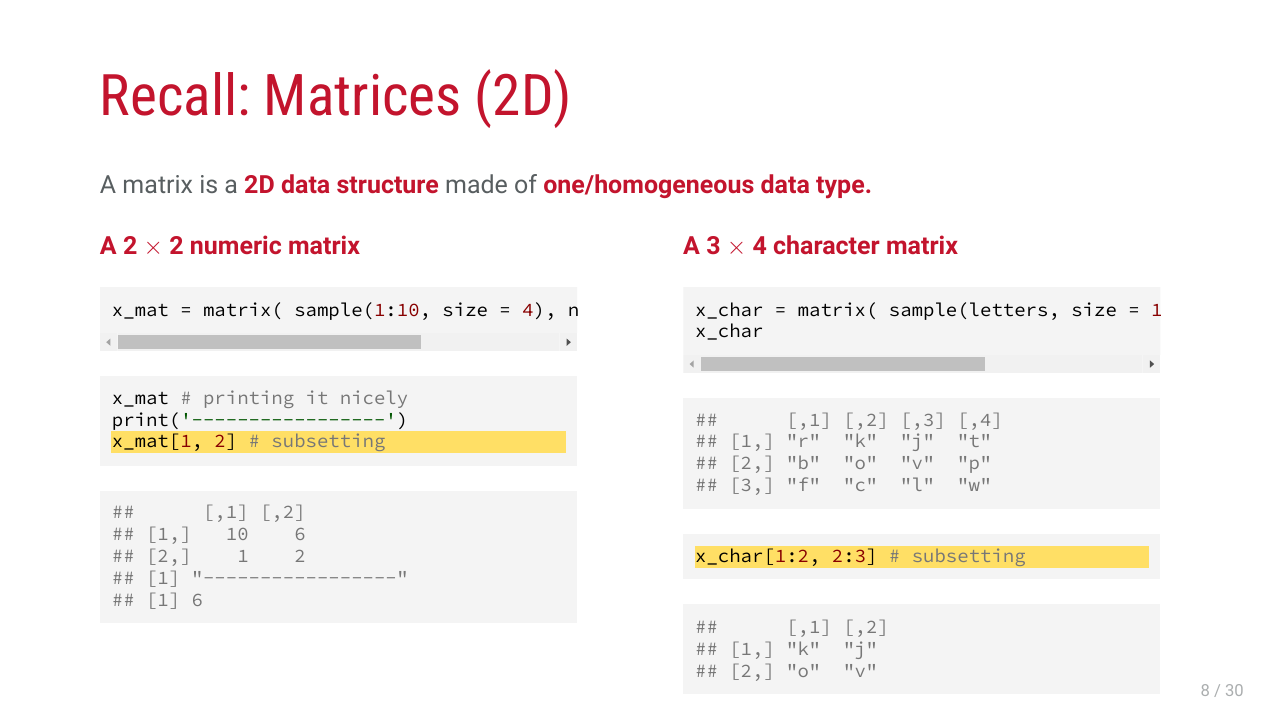 Recall: Matrices (2D)
A matrix is a 2D data structure made of one/homogeneous data type.
A 2 × 2 numeric matrix
x_mat = matrix( sample(1:10, size = 4), n
x_mat # printing it nicely
print('-----------------')
x_mat[1, 2] # subsetting
##      [,1] [,2]
## [1,]   10    6
## [2,]    1    2
## [1] "-----------------"
## [1] 6
A 3 × 4 character matrix
x_char = matrix( sample(letters, size = 1
x_char
##      [,1] [,2] [,3] [,4]
## [1,] "r"  "k"  "j"  "t"
## [2,] "b"  "o"  "v"  "p"
## [3,] "f"  "c"  "l"  "w"
x_char[1:2, 2:3] # subsetting
##      [,1] [,2]
## [1,] "k"  "j"
## [2,] "o"  "v"
8 / 30